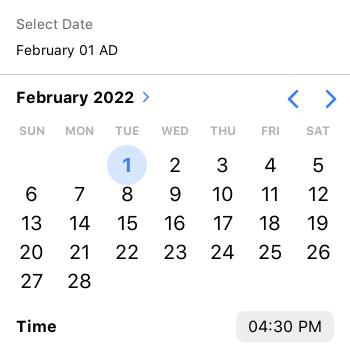 Select Date
February 01 AD
February 2022
SUN MON TUE WED THU FRI SAT
1 2 3 4 5
6 7 8 9 10 11 12
13 14 15 16 17 18 19
20 21 22 23 24 25 26
27 28
Time 04:30 PM